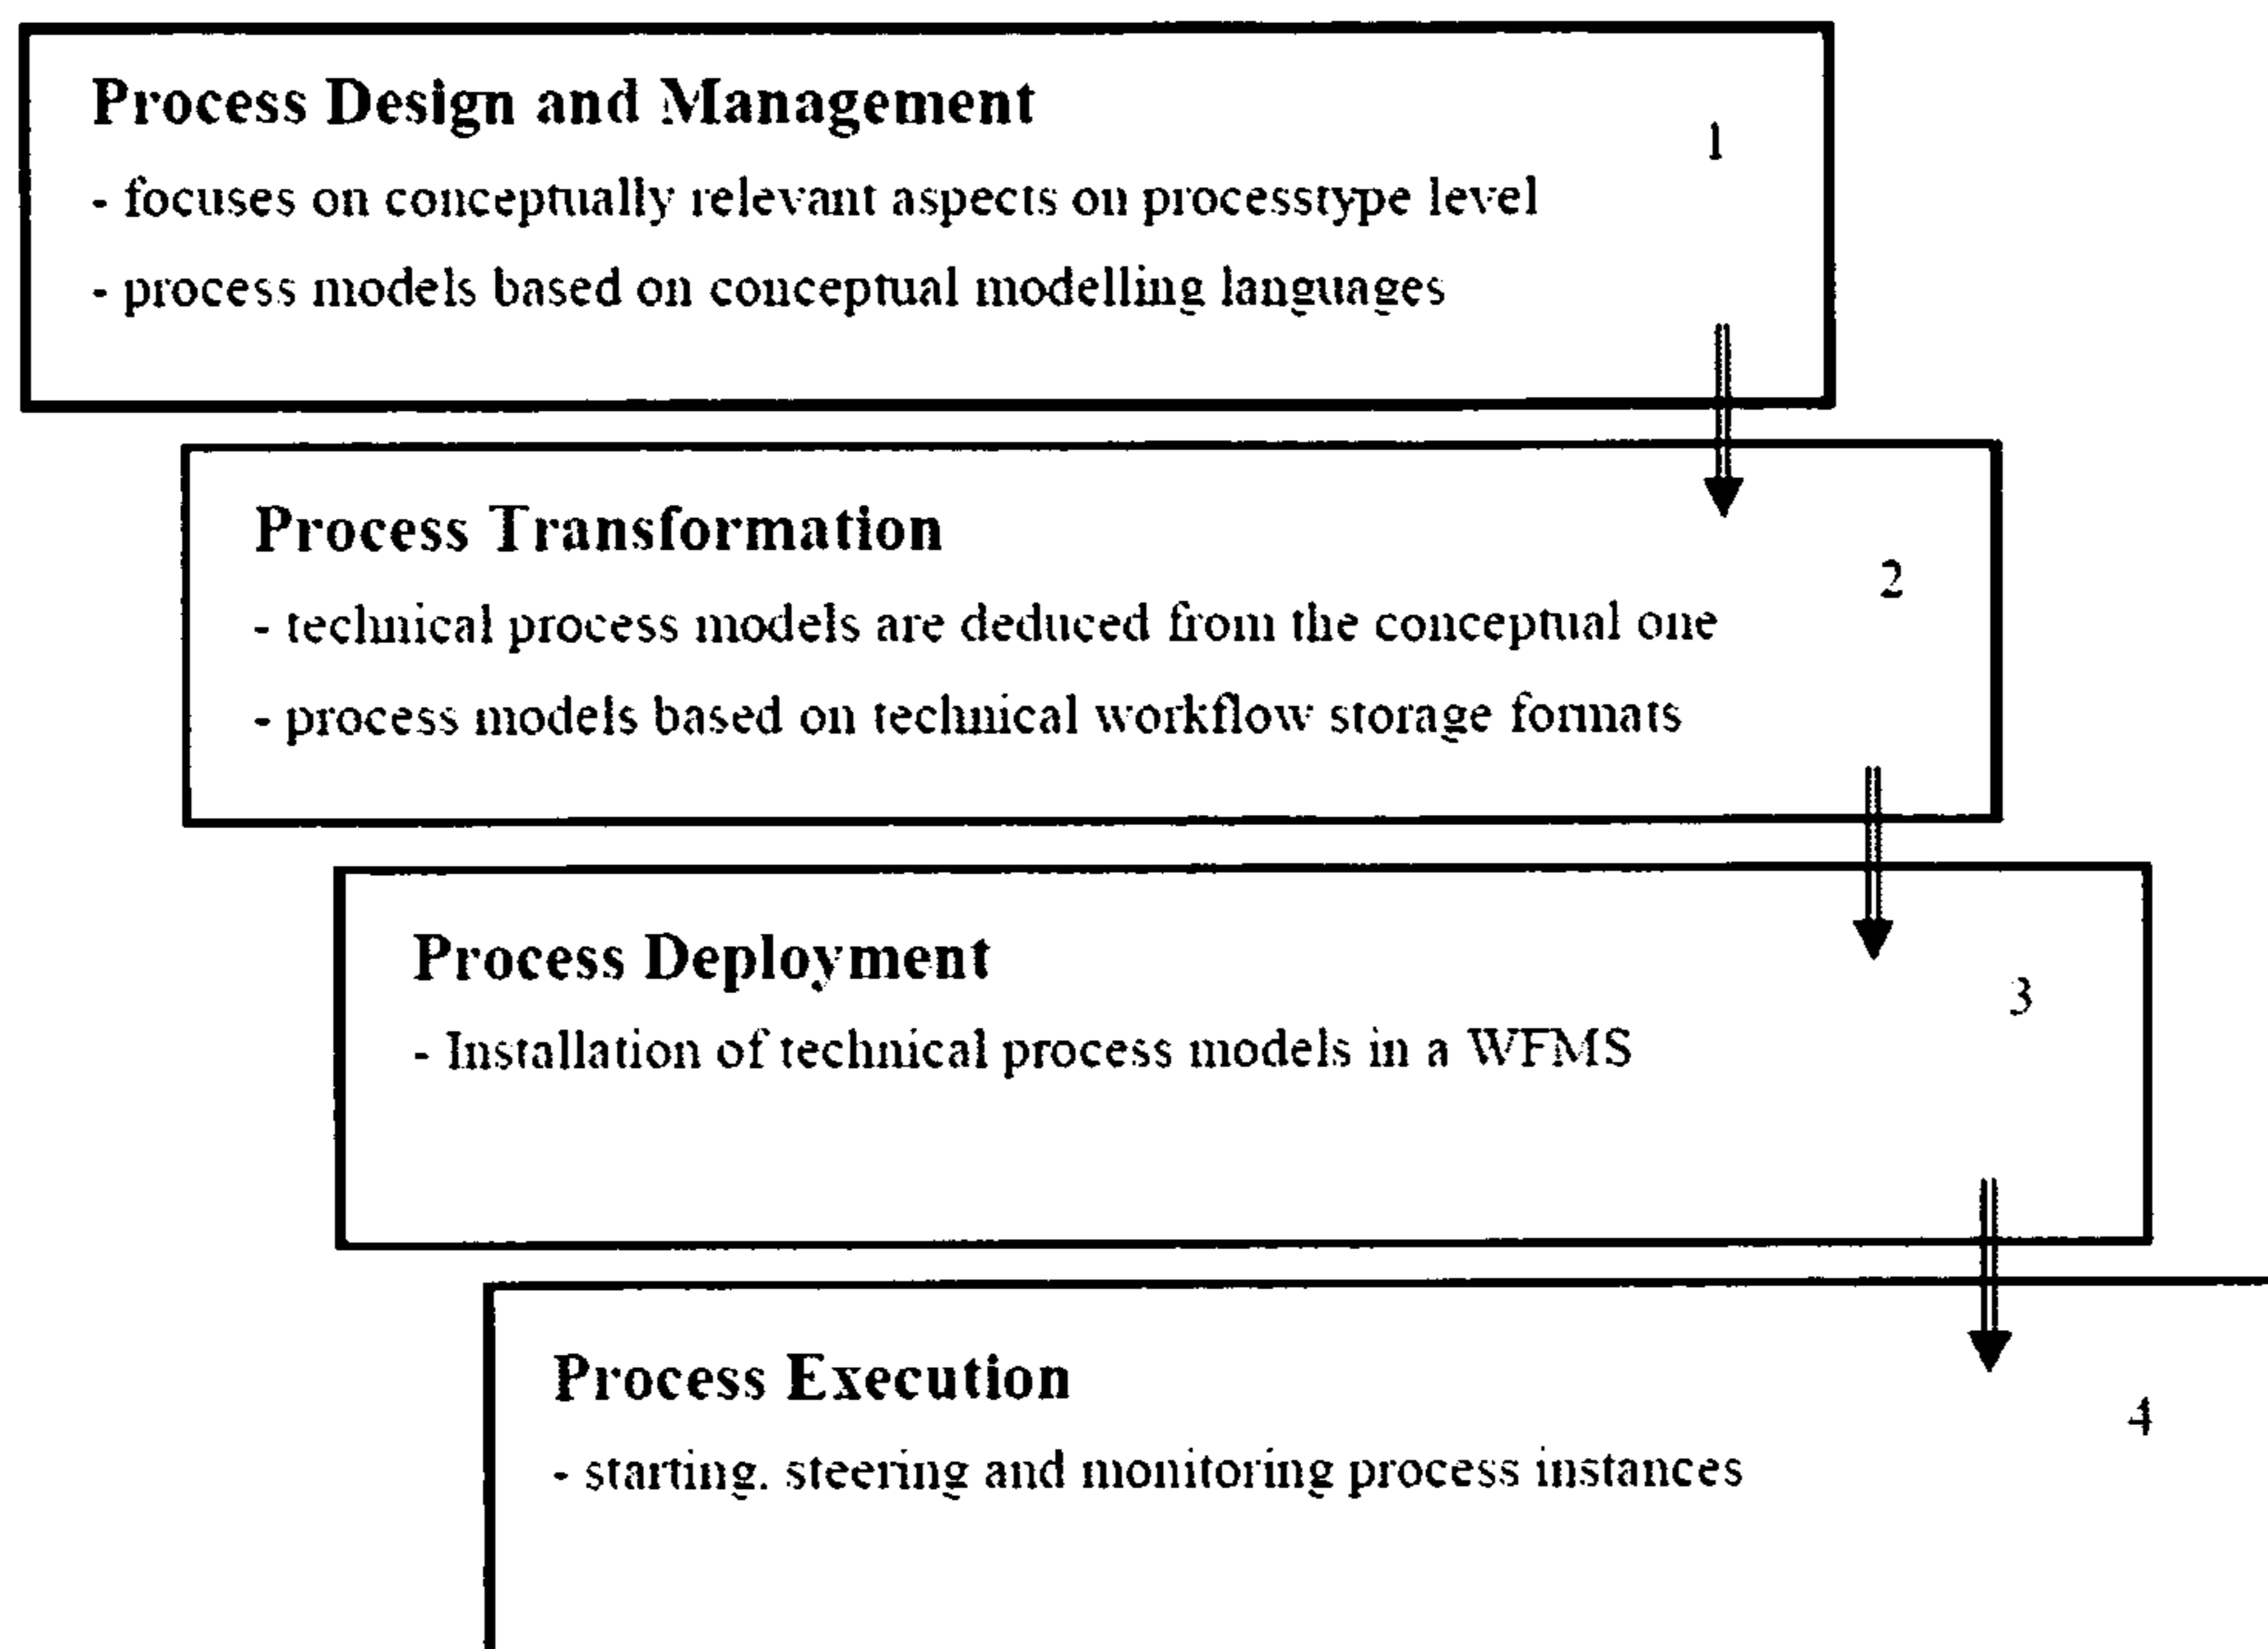 Process Design and Management
1
- focuses on conceptually relevant aspects on processtype level
- process models based on conceptual modelling languages
Process Transformation
2
- technical process models are deduced from the conceptual one
- process models based on technical workflow storage formats
Process Deployment
3
- Installation of technical process models in a WFMS
Process Execution
4
- starting. steering and monitoring process instances